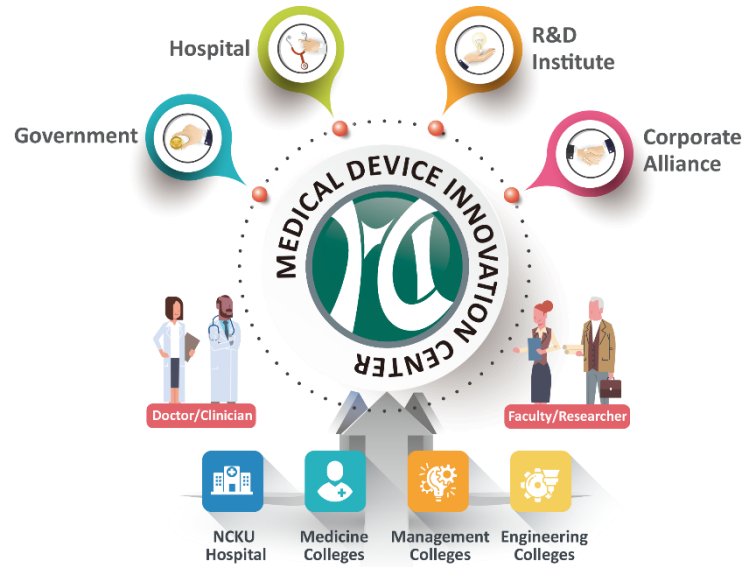 Hospital
R&D
Institute
Government
Corporate
Alliance
MEDICAL DEVICE INNOVATION CENTER
Doctor/Clinician
Faculty/Researcher
NCKU
Hospital
Medicine
Colleges
Management
Colleges
Engineering
Colleges